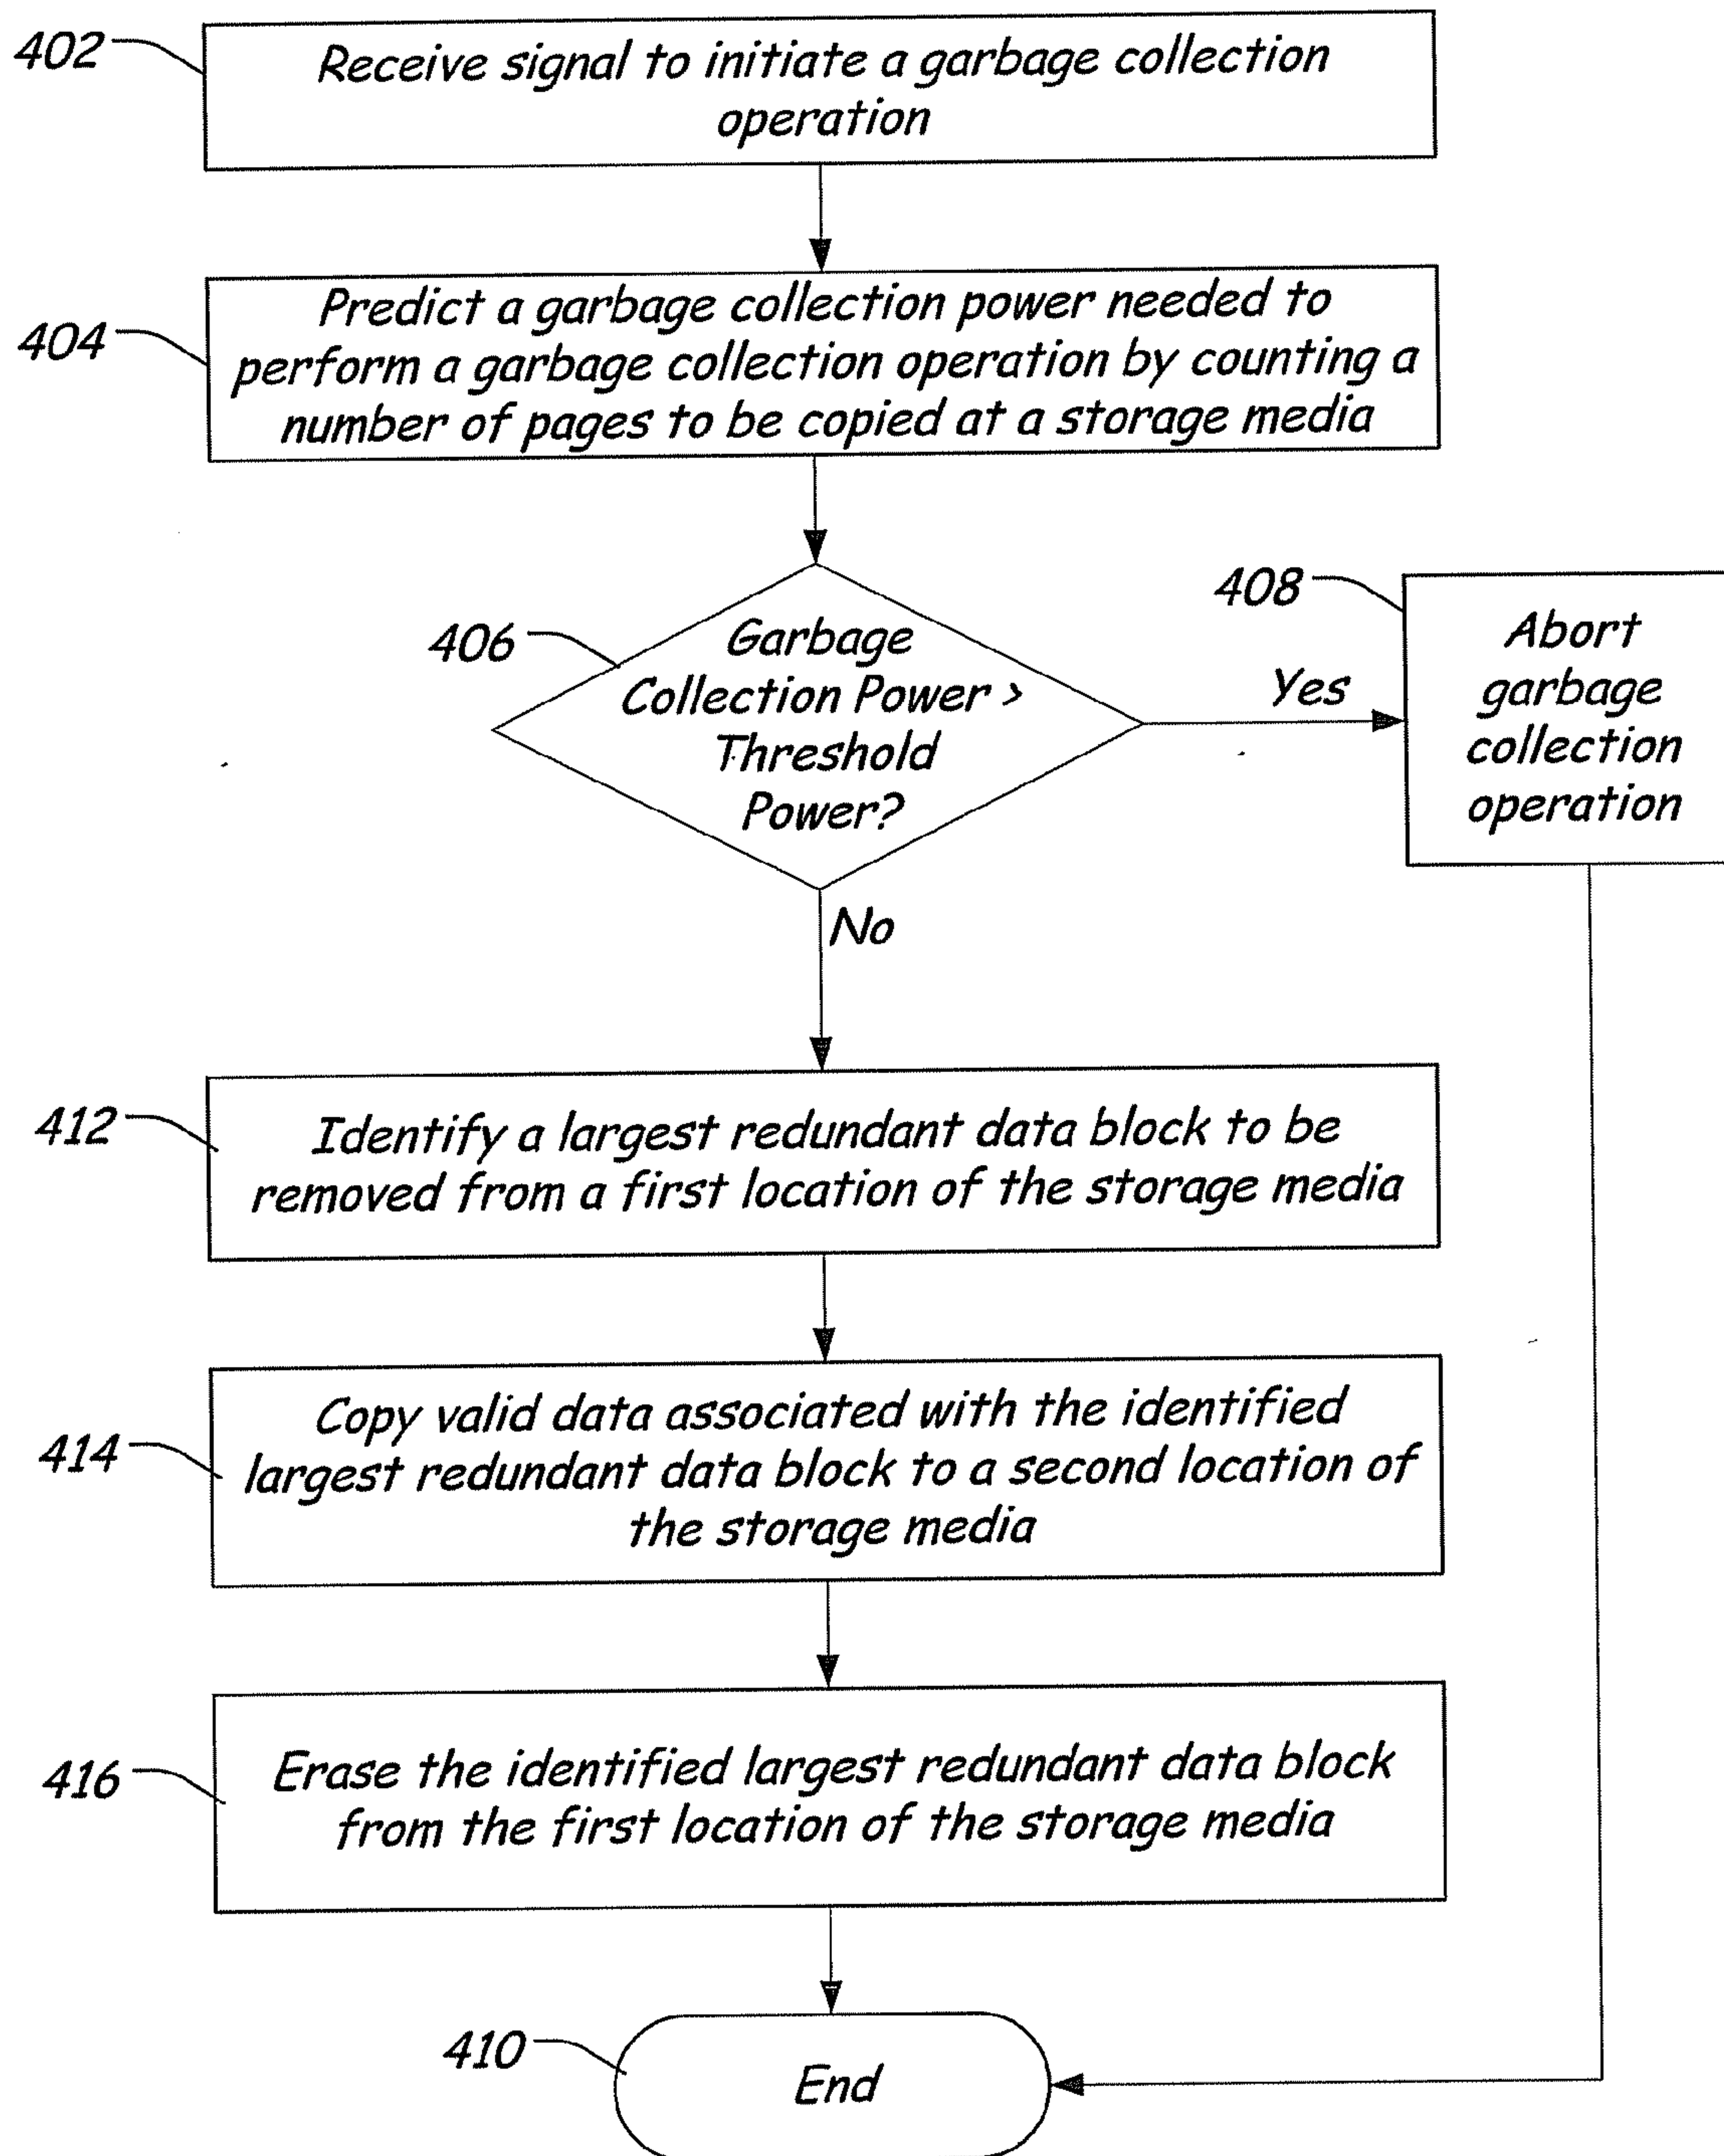 402
Receive signal to initiate a garbage collection
operation
404
Predict a garbage collection power needed to
perform a garbage collection operation by counting a
number of pages to be copied at a storage media
406
Garbage
Collection Power >
Threshold
Power?
Yes
408
Abort
garbage
collection
operation
No
412
Identify a largest redundant data block to be
removed from a first location of the storage media
414
Copy valid data associated with the identified
largest redundant data block to a second location of
the storage media
416
Erase the identified largest redundant data block
from the first location of the storage media
410
End